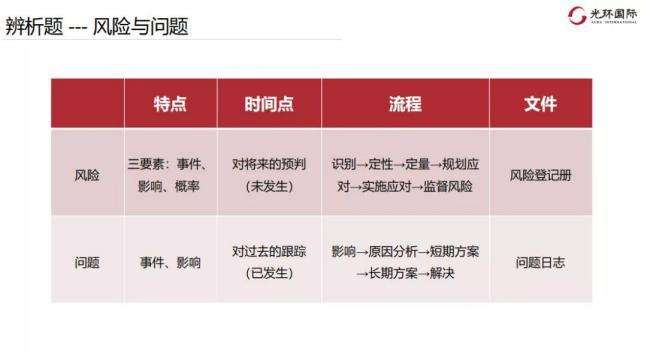 辨析题 --- 风险与问题
光环国际
AURA INTERNATIONAL
特点
时间点
流程
文件
风险
三要素：事件、
影响、概率
对将来的预判
（未发生）
识别→定性→定量→规划应
对→实施应对→监督风险
风险登记册
问题
事件、影响
对过去的跟踪
（已发生）
影响→原因分析→短期方案
→长期方案→解决
问题日志